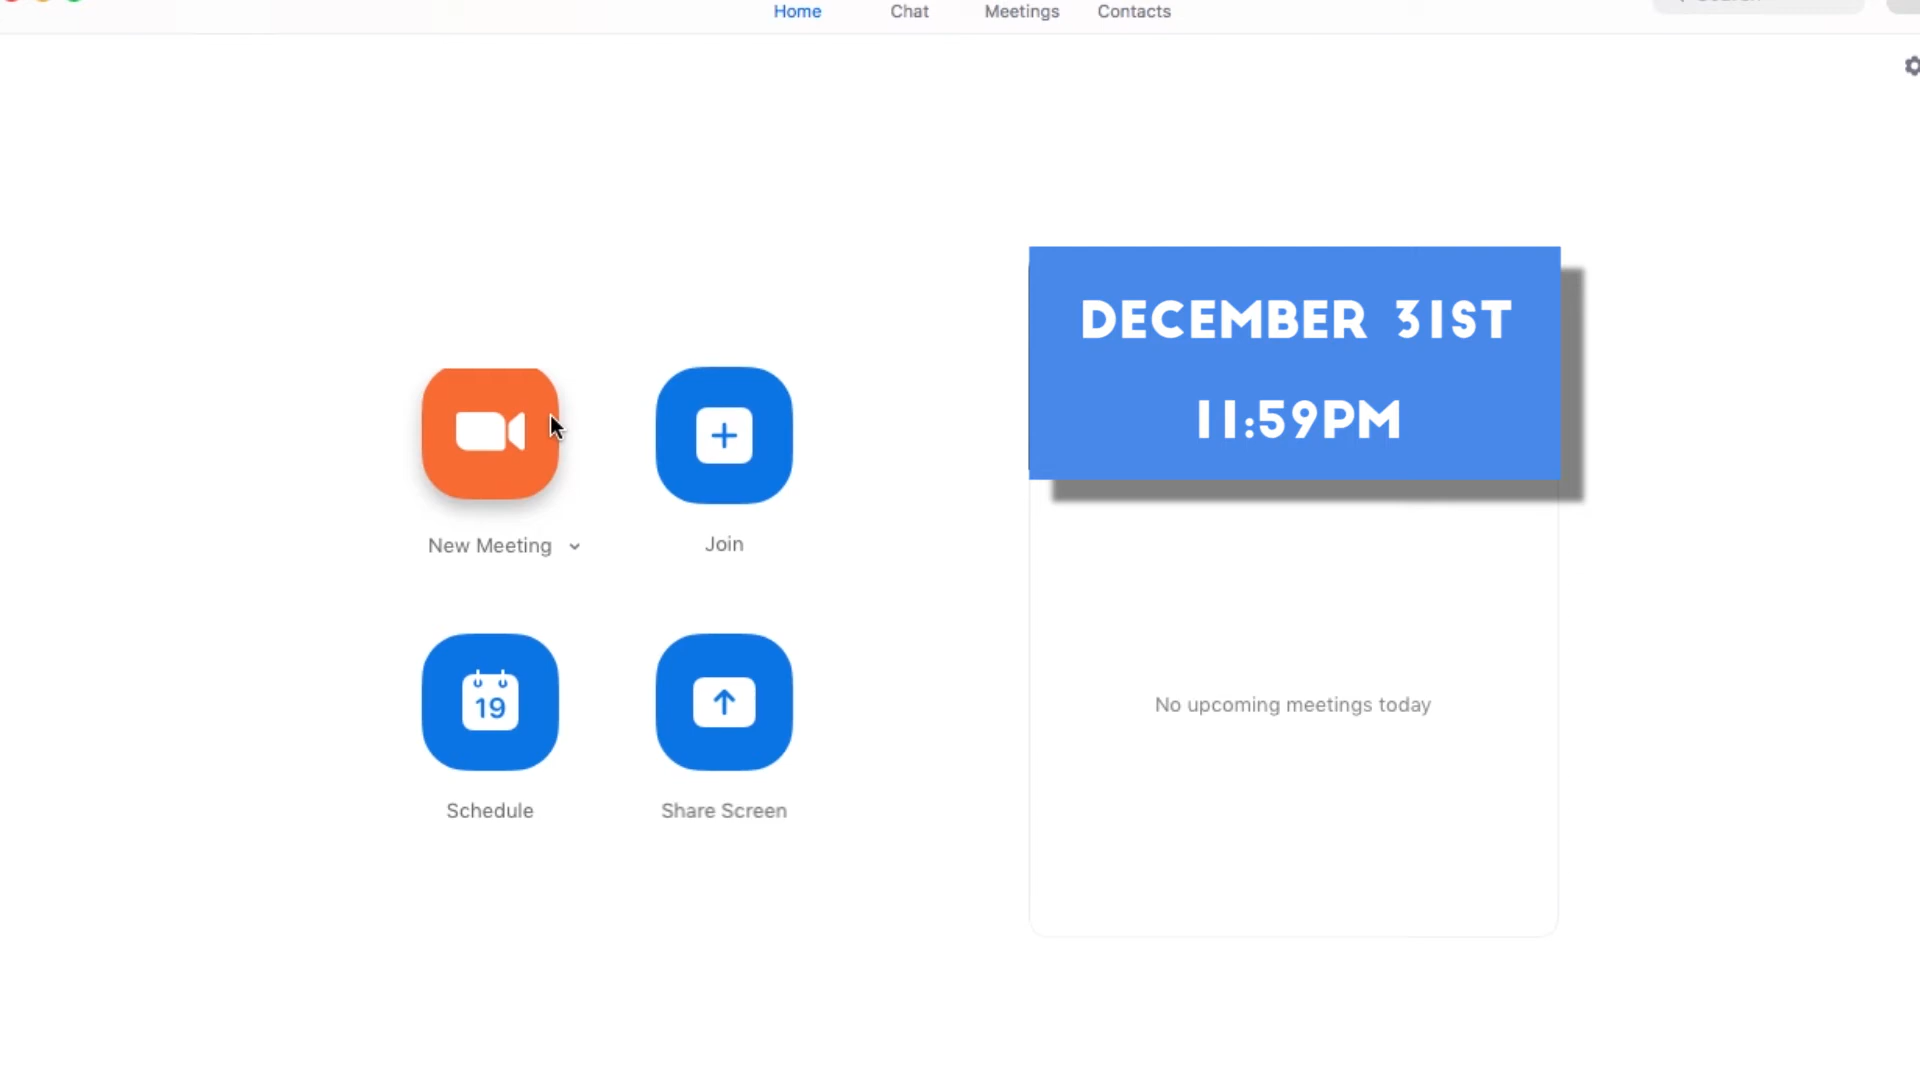 Home Chat Meetings Contacts
DECEMBER 31ST
11:59PM
New Meeting
Join
19
Schedule
Share Screen
No upcoming meetings today